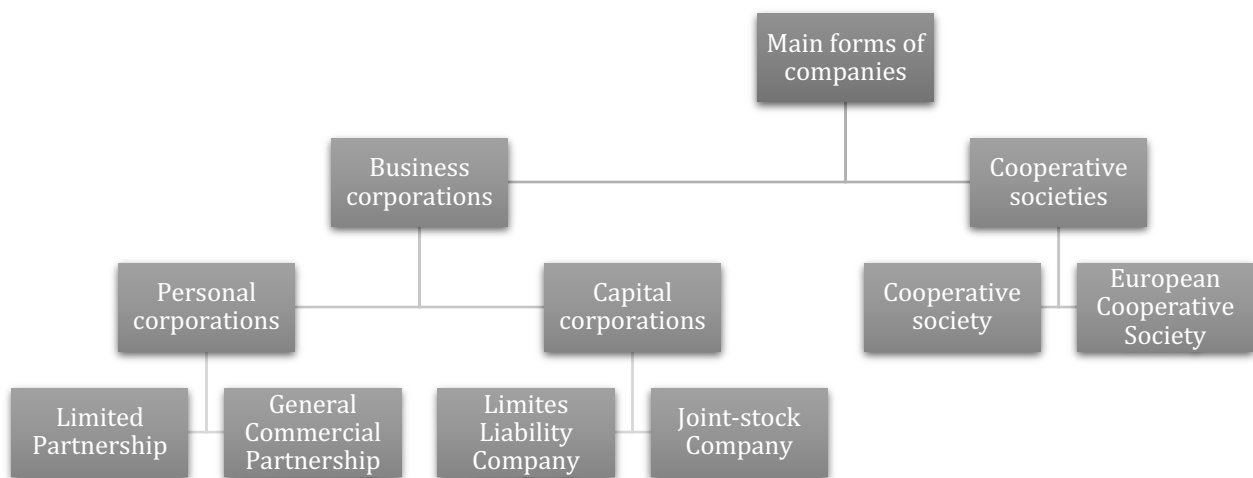 Main forms of
companies
Business
corporations
Cooperative
societies
Personal
corporations
Capital
corporations
Cooperative
society
European
Cooperative
Society
Limited
Partnership
General
Commercial
Partnership
Limites
Liability
Company
Joint-stock
Company